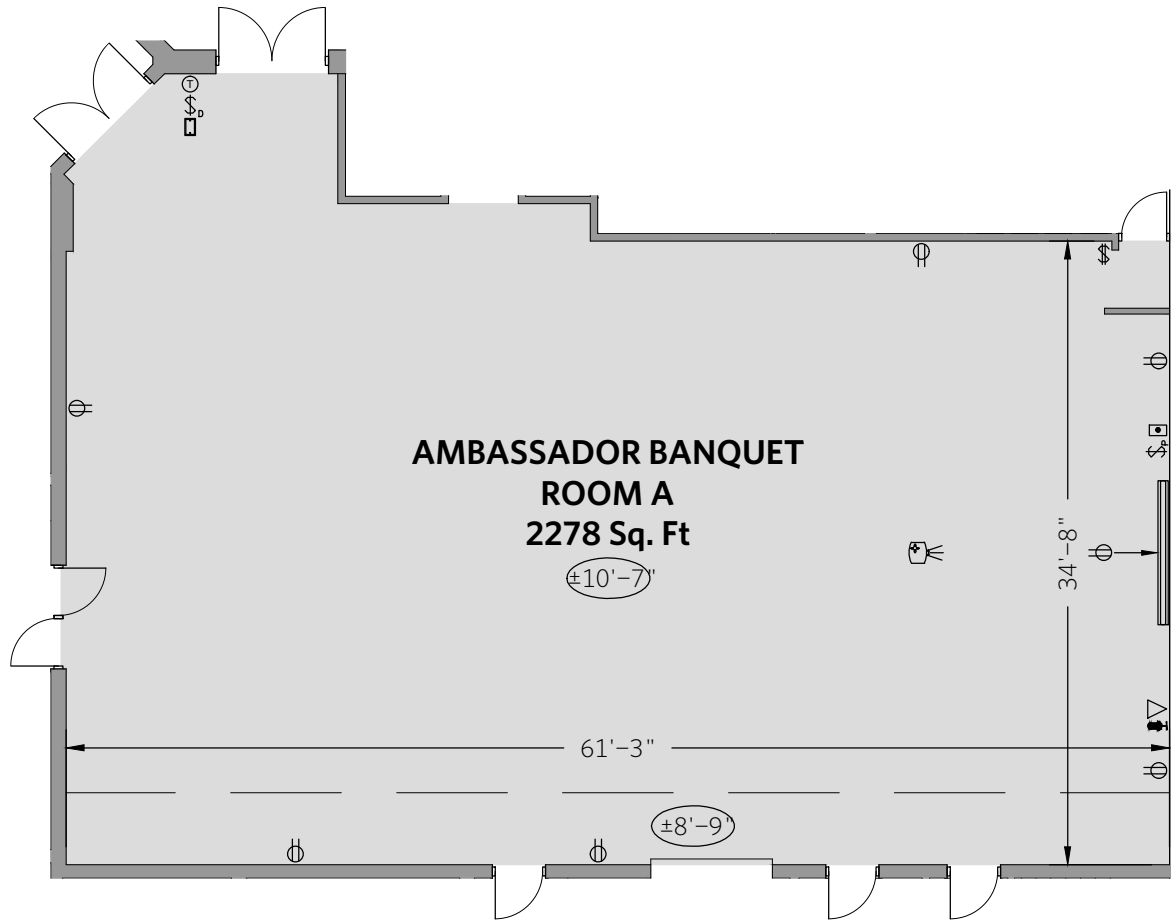 T
$D
$
AMBASSADOR BANQUET
ROOM A
2278 Sq. Ft
±10'–7"
$P
34'–8"
61'–3"
±8'–9"